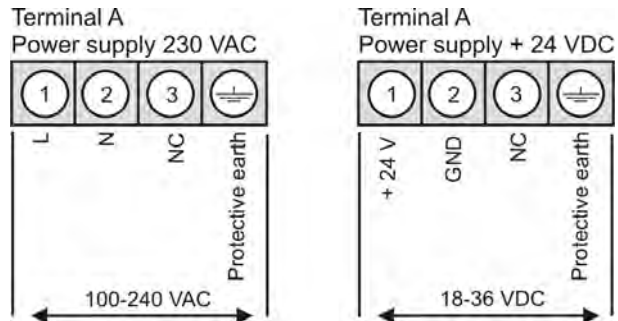 Terminal A
Power supply 230 VAC
1 2 3
L N NC Protective earth
100-240 VAC
Terminal A
Power supply + 24 VDC
1 2 3
+ 24 V GND NC Protective earth
18-36 VDC